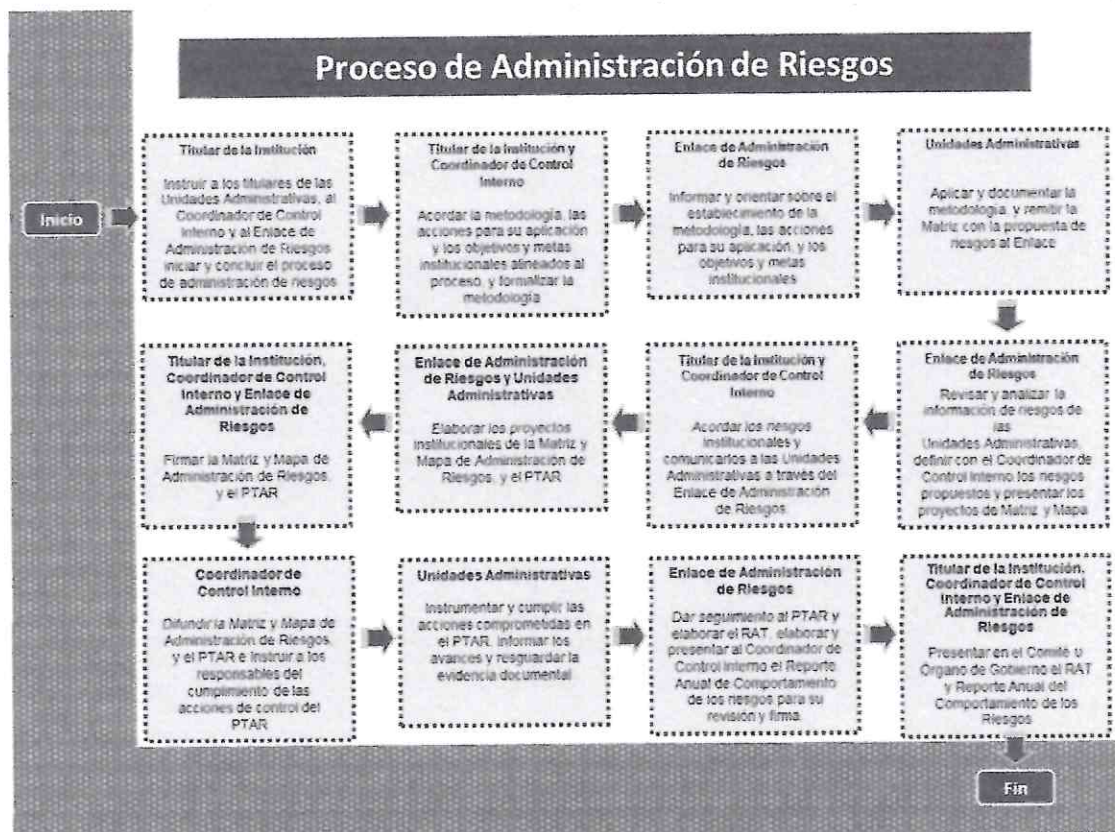 Proceso de Administración de Riesgos
Inicio
Titular de la Institución
Instruir a los titulares de las
Unidades Administrativas, al
Coordinador de Control
Interno y al Enlace de
Administración de Riesgos
iniciar y concluir el proceso
de administración de riesgos
Titular de la Institución y
Coordinador de Control
Interno
Acordar la metodología, las
acciones para su aplicación
y los objetivos y metas
institucionales alineados al
proceso, y formalizar la
metodología
Enlace de Administración
de Riesgos
Informar y orientar sobre el
establecimiento de la
metodología, las acciones
para su aplicación, y los
objetivos y metas
institucionales
Unidades Administrativas
Aplicar y documentar la
metodología, y remitir la
Matriz con la propuesta de
riesgos al Enlace
Enlace de Administración
de Riesgos
Revisar y analizar la
información de riesgos de
las
Unidades Administrativas,
definir con el Coordinador de
Control Interno los riesgos
propuestos y presentar los
proyectos de Matriz y Mapa
Titular de la Institución y
Coordinador de Control
Interno
Acordar los riesgos
Institucionales y
comunicarlos a las Unidades
Administrativas a través del
Enlace de Administración
de Riesgos
Enlace de Administración
de Riesgos y Unidades
Administrativas
Elaborar los proyectos
institucionales de la Matriz y
Mapa de Administración de
Riesgos, y el PTAR
Titular de la Institución,
Coordinador de Control
Interno y Enlace de
Administración de
Riesgos
Firmar la Matriz y Mapa de
Administración de Riesgos,
y el PTAR
Coordinador de
Control Interno
Difundir la Matriz y Mapa de
Administración de Riesgos,
y el PTAR e Instruir a los
responsables del
cumplimiento de las
acciones de control del
PTAR
Unidades Administrativas
Instrumentar y cumplir las
acciones comprometidas en
el PTAR, informar los
avances y resguardar la
evidencia documental
Enlace de Administración
de Riesgos
Dar seguimiento al PTAR y
elaborar el RAT, elaborar y
presentar al Coordinador de
Control Interno el Reporte
Anual de Comportamiento
de los riesgos para su
revisión y firma
Titular de la Institución,
Coordinador de Control
Interno y Enlace de
Administración de
Riesgos
Presentar en el Comité u
Órgano de Gobierno el RAT
y Reporte Anual del
Comportamiento de los
Riesgos
Fin